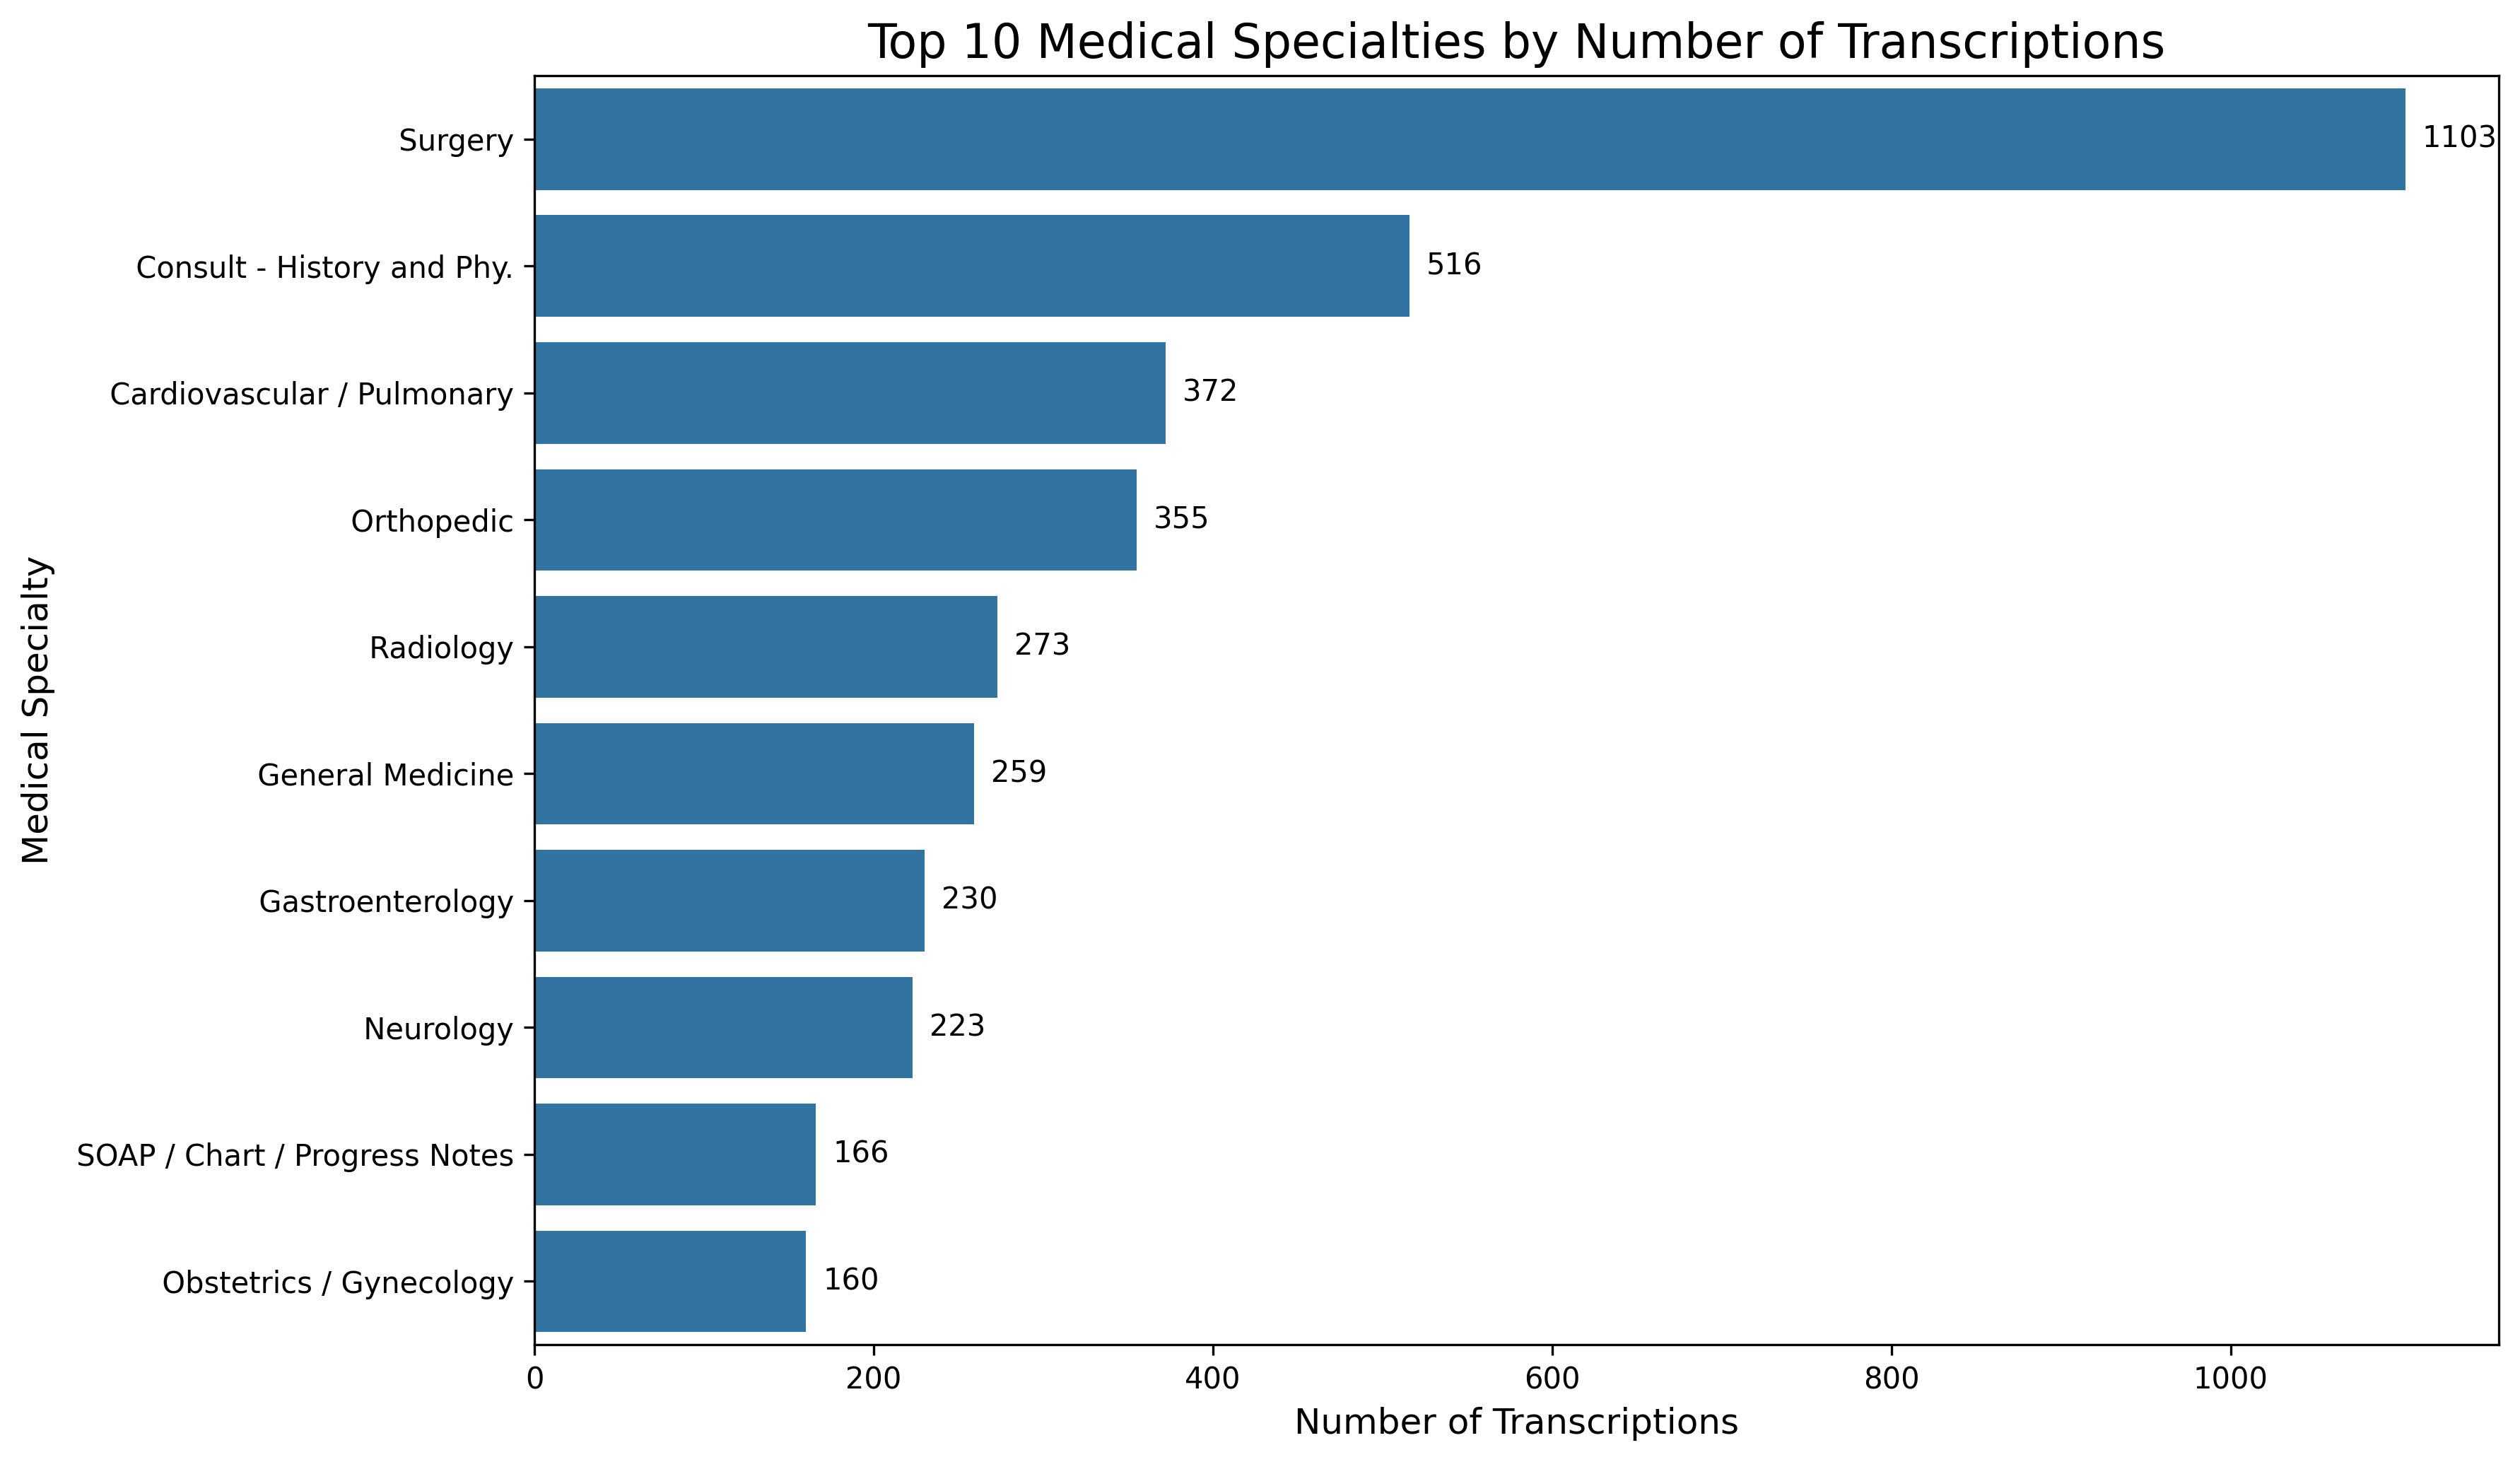 Top 10 Medical Specialties by Number of Transcriptions
Surgery 1103
Consult - History and Phy. 516
Cardiovascular / Pulmonary 372
Orthopedic 355
Radiology 273
General Medicine 259
Gastroenterology 230
Neurology 223
SOAP / Chart / Progress Notes 166
Obstetrics / Gynecology 160
Medical Specialty
0 200 400 600 800 1000
Number of Transcriptions